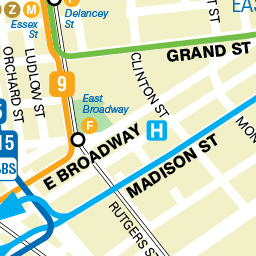 Z M
Delancey St
Essex St
EAS
GRAND ST
ORCHARD ST
LUDLOW ST
9
CLINTON ST
East
Broadway
F
H
E BROADWAY
MADISON ST
MON
15
SBS
RUTGERS ST